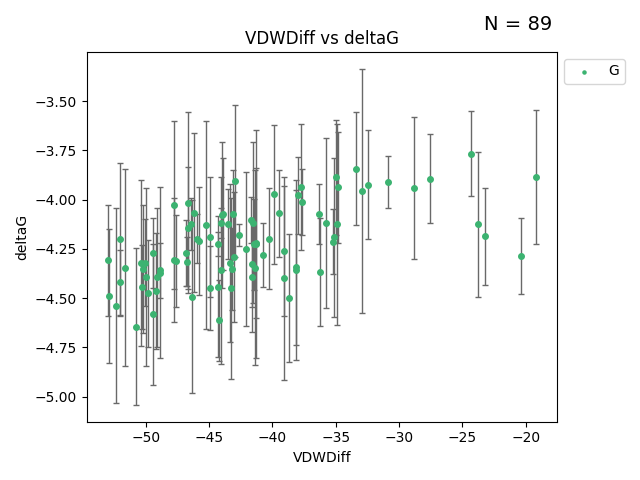 N = 89
VDWDiff vs deltaG
G
−3.50
−3.75
−4.00
−4.25
−4.50
−4.75
−5.00
deltaG
−50 −45 −40 −35 −30 −25 −20
VDWDiff